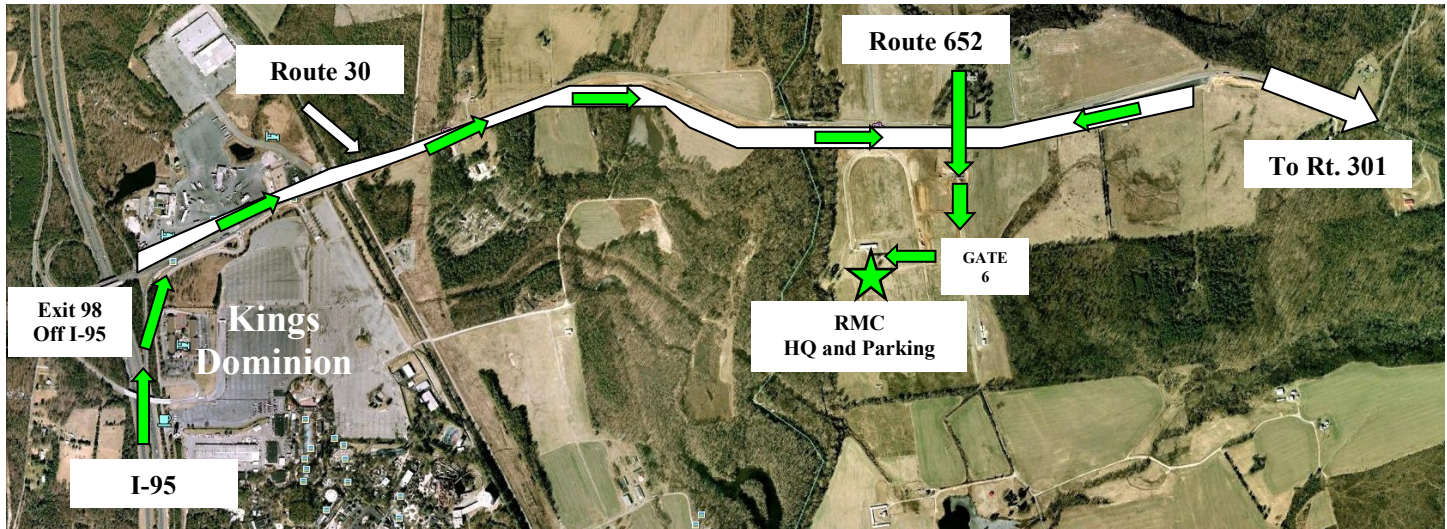 Route 652
Route 30
To Rt. 301
GATE
6
Exit 98
Off I-95
Kings
Dominion
RMC
HQ and Parking
I-95